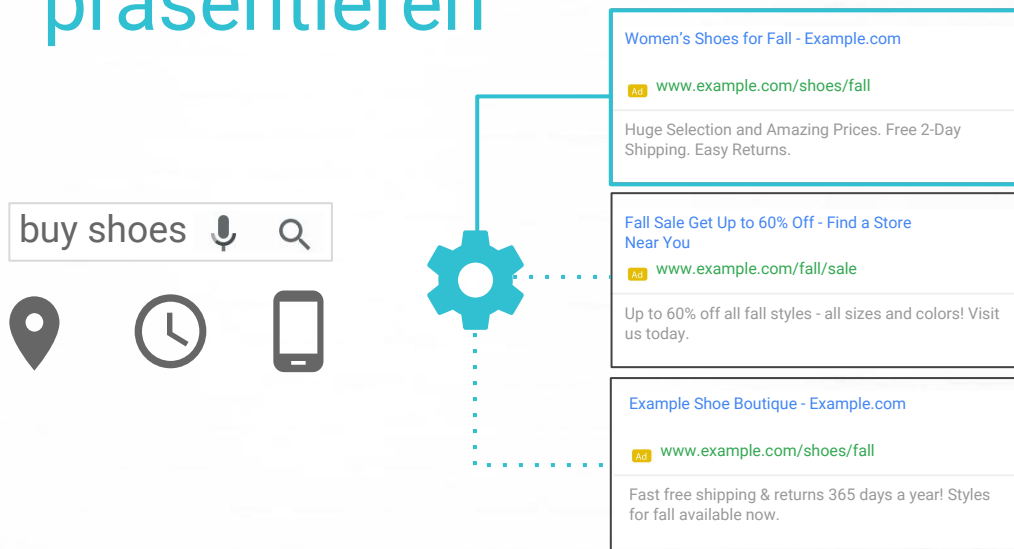 präsentieren
Women's Shoes for Fall - Example.com
Ad www.example.com/shoes/fall
Huge Selection and Amazing Prices. Free 2-Day
Shipping. Easy Returns.
buy shoes
Fall Sale Get Up to 60% Off - Find a Store
Near You
Ad www.example.com/fall/sale
Up to 60% off all fall styles - all sizes and colors! Visit
us today.
Example Shoe Boutique - Example.com
Ad www.example.com/shoes/fall
Fast free shipping & returns 365 days a year! Styles
for fall available now.